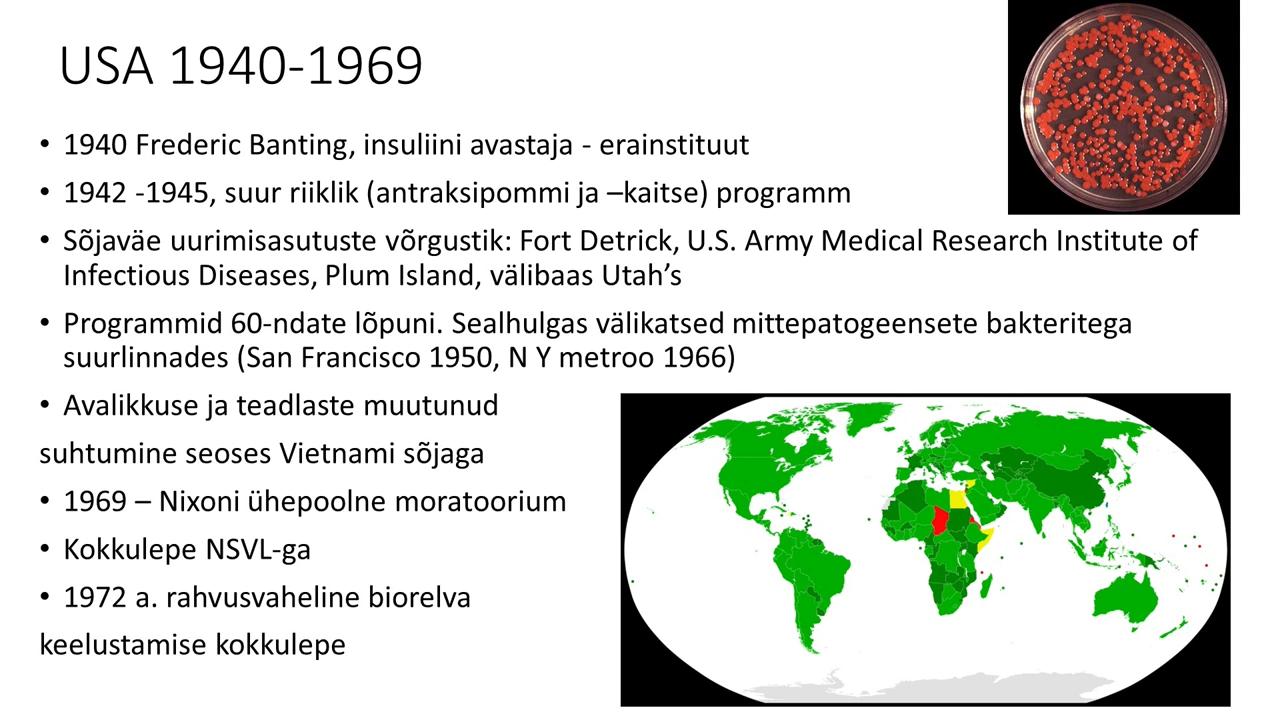 USA 1940-1969
• 1940 Frederic Banting, insuliini avastaja - erainstituut
• 1942 -1945, suur riiklik (antraksipommi ja –kaitse) programm
• Sõjaväe uurimisasutuste võrgustik: Fort Detrick, U.S. Army Medical Research Institute of
Infectious Diseases, Plum Island, välibaas Utah’s
• Programmid 60-ndate lõpuni. Sealhulgas välikatsed mittepatogeensete bakteritega
suurlinnades (San Francisco 1950, N Y metroo 1966)
• Avalikkuse ja teadlaste muutunud
suhtumine seoses Vietnami sõjaga
• 1969 – Nixoni ühepoolne moratoorium
• Kokkulepe NSVL-ga
• 1972 a. rahvusvaheline biorelva
keelustamise kokkulepe